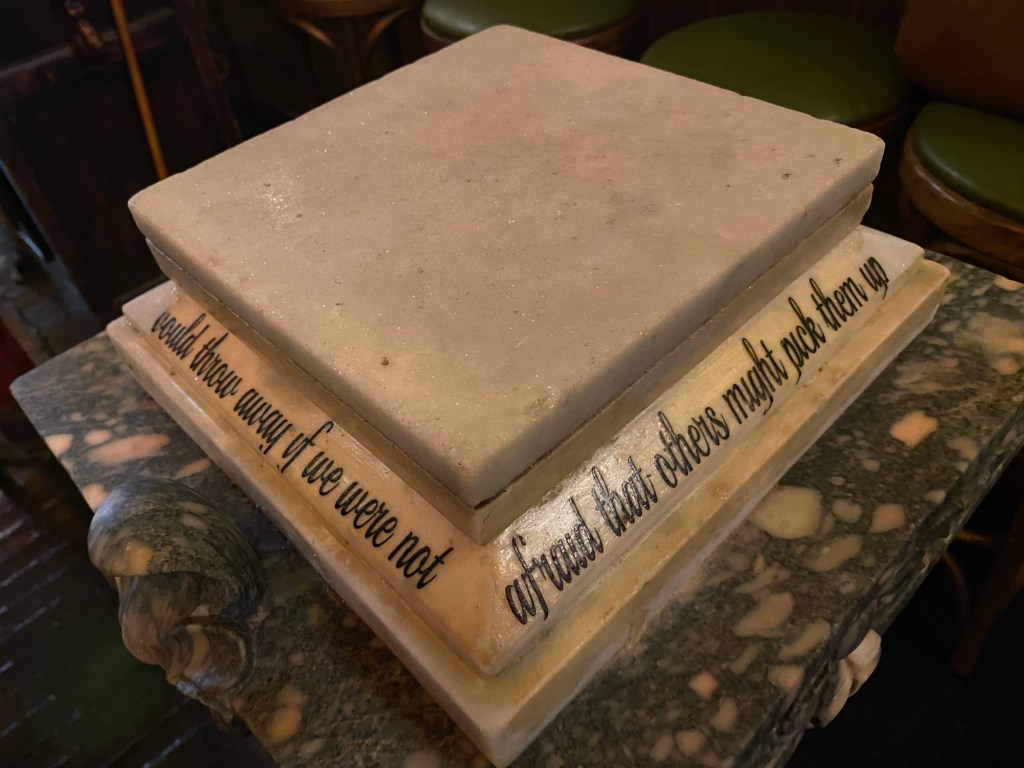 would throw away if we were not
afraid that others might pick them up